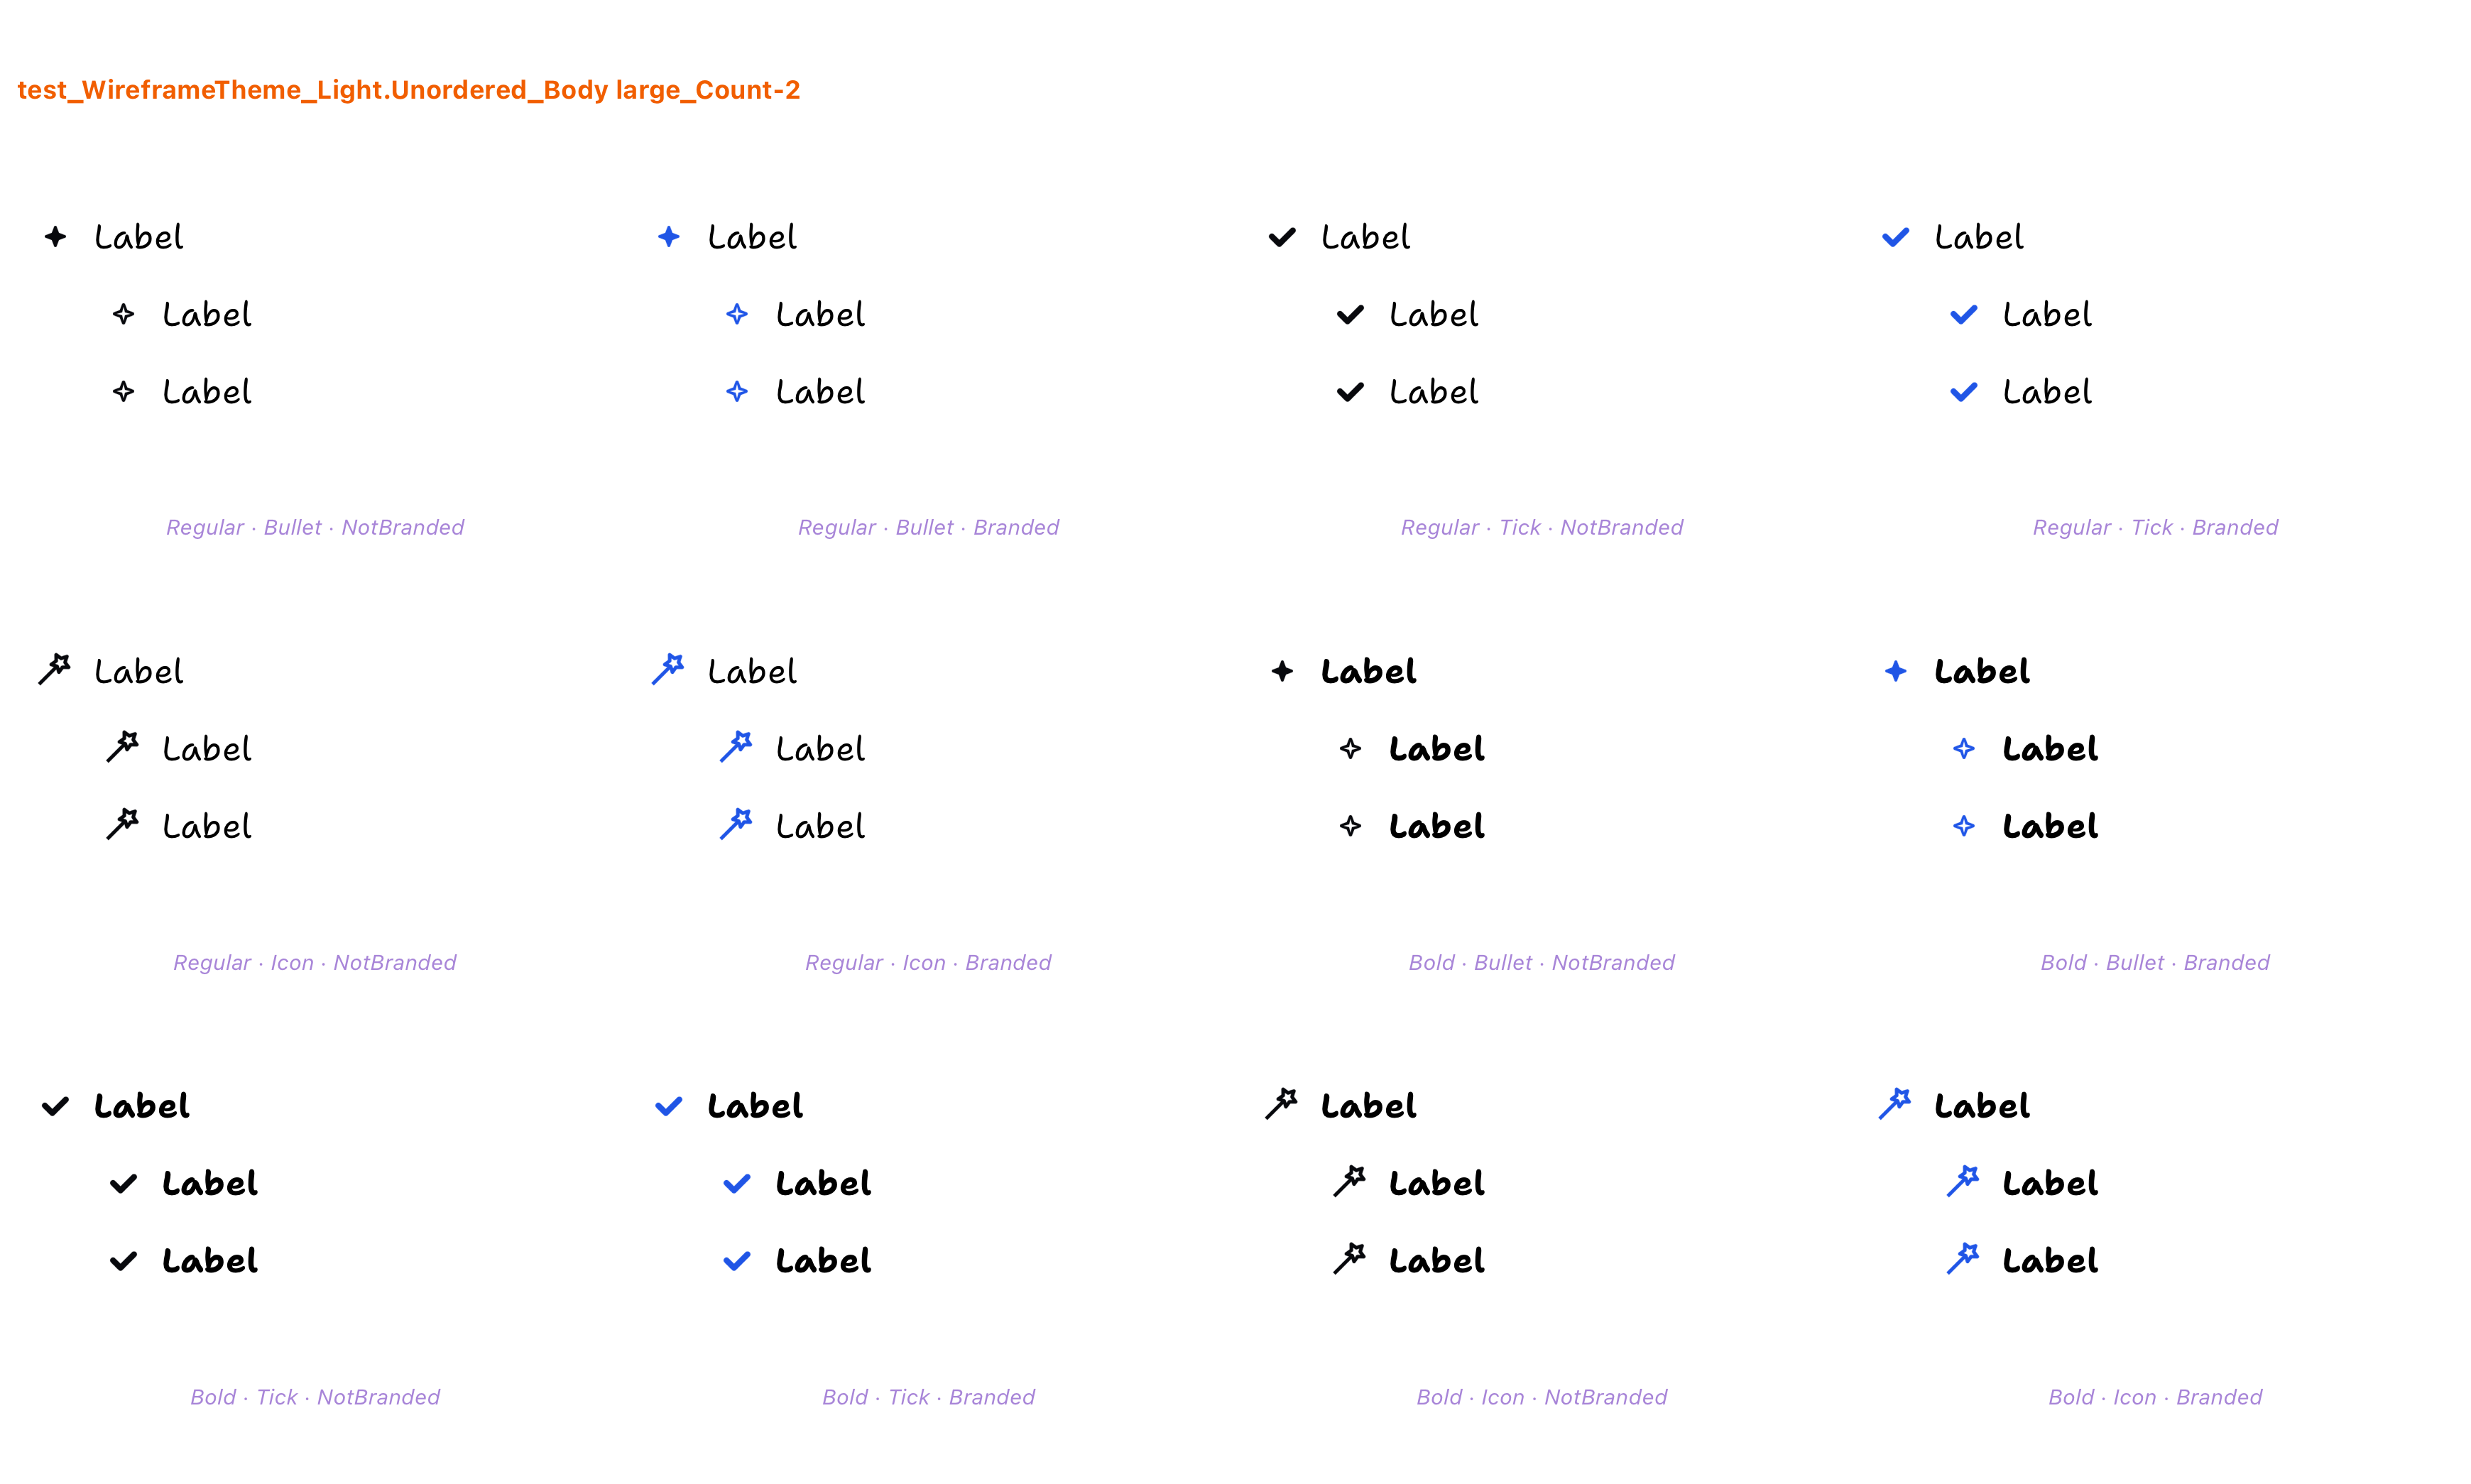 test_WireframeTheme_Light.Unordered_Body large_Count-2
Label
Label
Label
Regular · Bullet · NotBranded
Label
Label
Label
Regular · Bullet · Branded
Label
Label
Label
Regular · Tick · NotBranded
Label
Label
Label
Regular · Tick · Branded
Label
Label
Label
Regular · Icon · NotBranded
Label
Label
Label
Regular · Icon · Branded
Label
Label
Label
Bold · Bullet · NotBranded
Label
Label
Label
Bold · Bullet · Branded
Label
Label
Label
Bold · Tick · NotBranded
Label
Label
Label
Bold · Tick · Branded
Label
Label
Label
Bold · Icon · NotBranded
Label
Label
Label
Bold · Icon · Branded